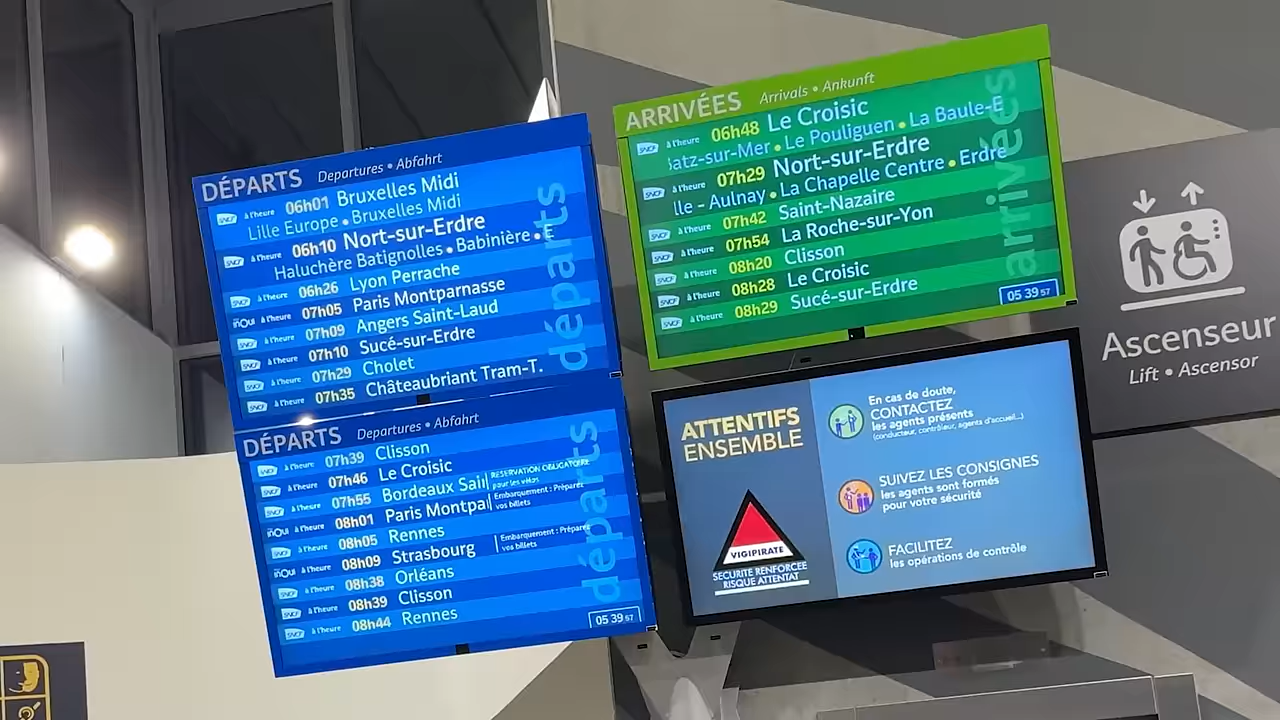 DÉPARTS Departures • Abfahrt
SNCF à l'heure 06h01 Bruxelles Midi
Lille Europe • Bruxelles Midi
SNCF à l'heure 06h10 Nort-sur-Erdre
Haluchère Batignolles • Babinière •
SNCF à l'heure 06h26 Lyon Perrache
inOui à l'heure 07h05 Paris Montparnasse
SNCF à l'heure 07h09 Angers Saint-Laud
SNCF à l'heure 07h10 Sucé-sur-Erdre
SNCF à l'heure 07h29 Cholet
SNCF à l'heure 07h35 Châteaubriant Tram-T.
départs
DÉPARTS Departures • Abfahrt
SNCF à l'heure 07h39 Clisson
SNCF à l'heure 07h46 Le Croisic
SNCF à l'heure 07h55 Bordeaux Sai RESERVATION OBLIGATOIRE
pour les vélos
inOui à l'heure 08h01 Paris Montpa Embarquement : Préparez
vos billets
SNCF à l'heure 08h05 Rennes
inOui à l'heure 08h09 Strasbourg Embarquement : Préparez
vos billets
SNCF à l'heure 08h38 Orléans
SNCF à l'heure 08h39 Clisson
SNCF à l'heure 08h44 Rennes
départs
05 39 57
ARRIVÉES Arrivals • Ankunft
SNCF à l'heure 06h48 Le Croisic
atz-sur-Mer • Le Pouliguen • La Baule-E
SNCF à l'heure 07h29 Nort-sur-Erdre
lle - Aulnay • La Chapelle Centre • Erdre
SNCF à l'heure 07h42 Saint-Nazaire
SNCF à l'heure 07h54 La Roche-sur-Yon
SNCF à l'heure 08h20 Clisson
SNCF à l'heure 08h28 Le Croisic
SNCF à l'heure 08h29 Sucé-sur-Erdre
arrivées
05 39 57
ATTENTIFS
ENSEMBLE
VIGIPIRATE
SÉCURITÉ RENFORCÉE
RISQUE ATTENTAT
En cas de doute,
CONTACTEZ
les agents présents
(conducteur, contrôleur, agents d'accueil...)
SUIVEZ LES CONSIGNES
les agents sont formés
pour votre sécurité
FACILITEZ
les opérations de contrôle
Ascenseur
Lift • Ascensor